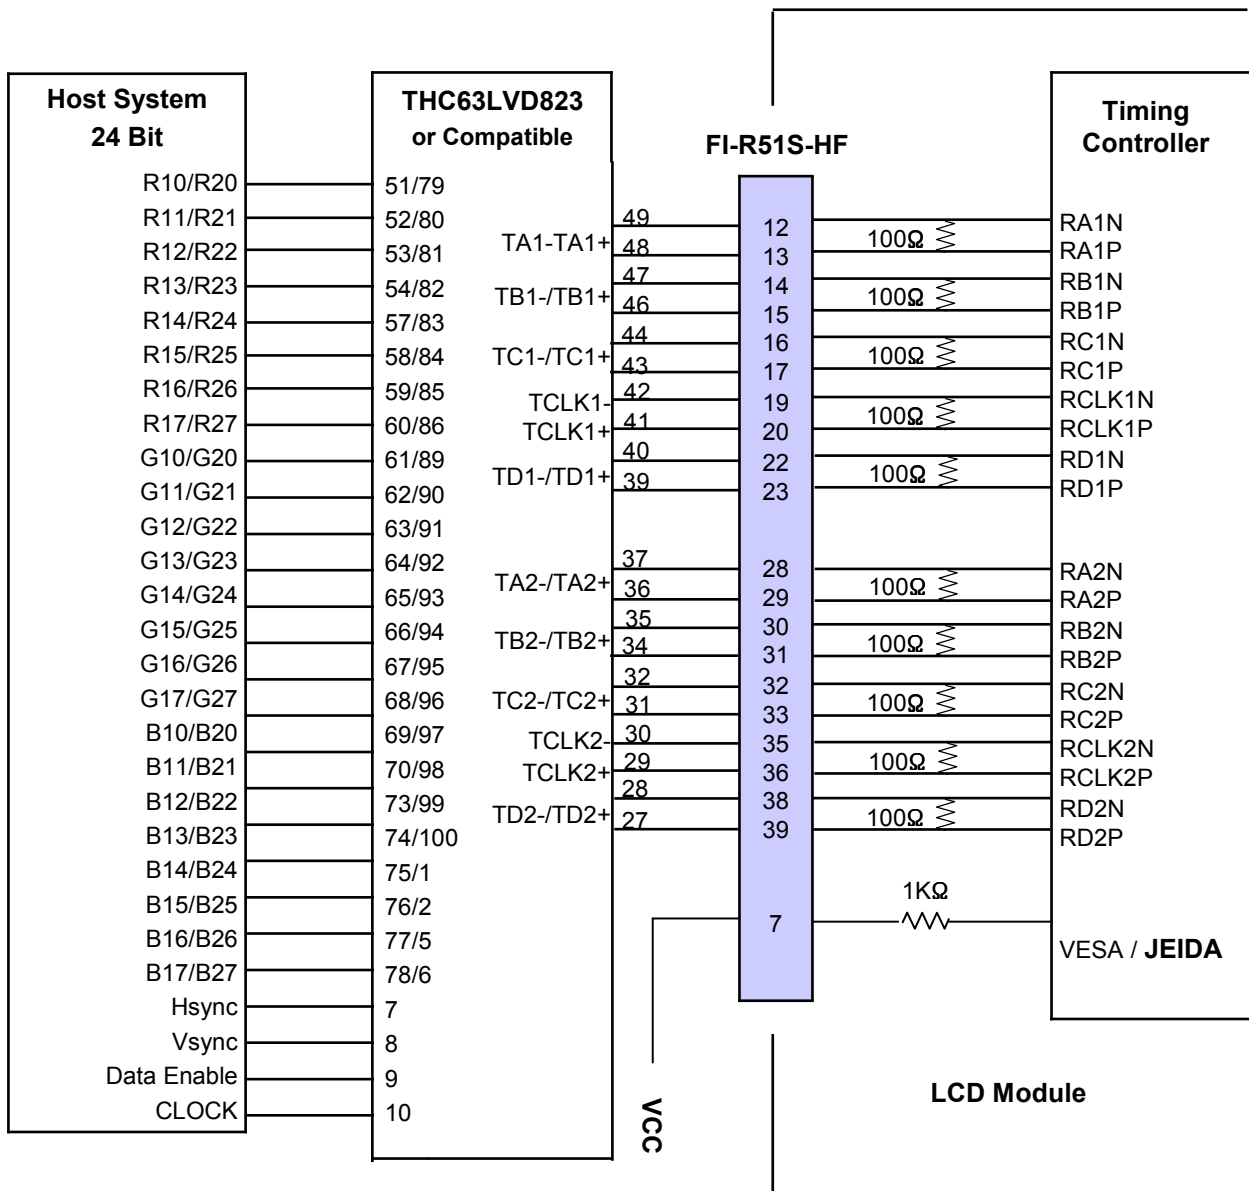 Host System
24 Bit
R10/R20
R11/R21
R12/R22
R13/R23
R14/R24
R15/R25
R16/R26
R17/R27
G10/G20
G11/G21
G12/G22
G13/G23
G14/G24
G15/G25
G16/G26
G17/G27
B10/B20
B11/B21
B12/B22
B13/B23
B14/B24
B15/B25
B16/B26
B17/B27
Hsync
Vsync
Data Enable
CLOCK
THC63LVD823
or Compatible
51/79
52/80
53/81
54/82
57/83
58/84
59/85
60/86
61/89
62/90
63/91
64/92
65/93
66/94
67/95
68/96
69/97
70/98
73/99
74/100
75/1
76/2
77/5
78/6
7
8
9
10
TA1-TA1+
TB1-/TB1+
TC1-/TC1+
TCLK1-
TCLK1+
TD1-/TD1+
TA2-/TA2+
TB2-/TB2+
TC2-/TC2+
TCLK2-
TCLK2+
TD2-/TD2+
49
48
47
46
44
43
42
41
40
39
37
36
35
34
32
31
30
29
28
27
VCC
FI-R51S-HF
12
13
14
15
16
17
19
20
22
23
28
29
30
31
32
33
35
36
38
39
7
100Ω
100Ω
100Ω
100Ω
100Ω
100Ω
100Ω
100Ω
100Ω
100Ω
1KΩ
Timing
Controller
RA1N
RA1P
RB1N
RB1P
RC1N
RC1P
RCLK1N
RCLK1P
RD1N
RD1P
RA2N
RA2P
RB2N
RB2P
RC2N
RC2P
RCLK2N
RCLK2P
RD2N
RD2P
VESA / JEIDA
LCD Module